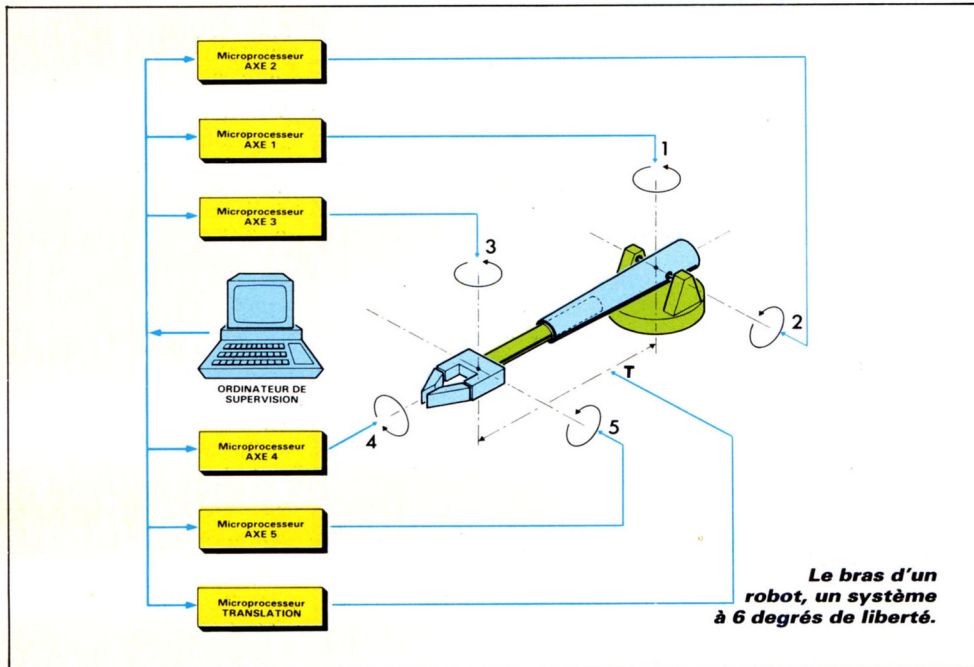 Microprocesseur
AXE 2
Microprocesseur
AXE 1
1
Microprocesseur
AXE 3
3
2
ORDINATEUR DE
SUPERVISION
T
4
5
Microprocesseur
AXE 4
Microprocesseur
AXE 5
Microprocesseur
TRANSLATION
Le bras d'un
robot, un système
à 6 degrés de liberté.